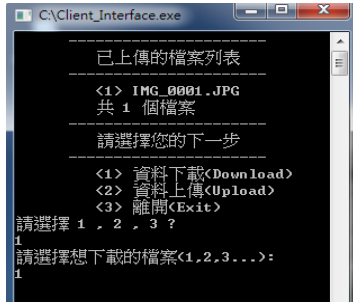 C:\Client_Interface.exe
------------------------
已上傳的檔案列表
------------------------
<1> IMG_0001.JPG
共 1 個檔案
------------------------
請選擇您的下一步
------------------------
<1> 資料下載(Download)
<2> 資料上傳(Upload)
<3> 離開(Exit)
請選擇 1 , 2 , 3 ?
1
請選擇想下載的檔案(1,2,3...):
1